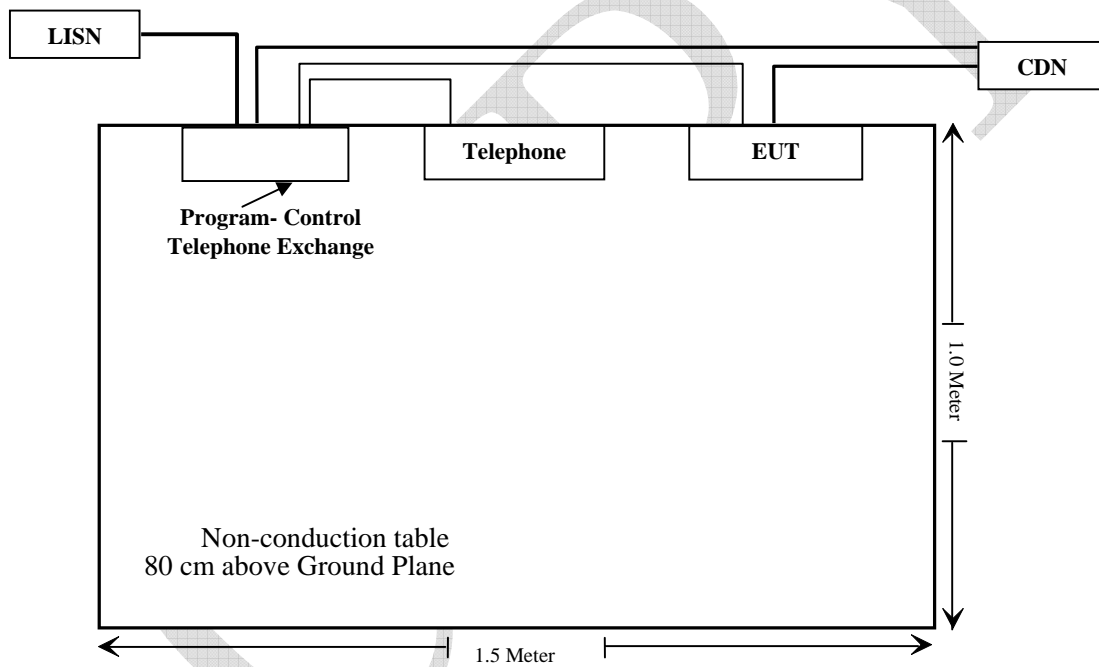 LISN
CDN
Telephone
EUT
Program- Control
Telephone Exchange
1.0 Meter
Non-conduction table
80 cm above Ground Plane
1.5 Meter